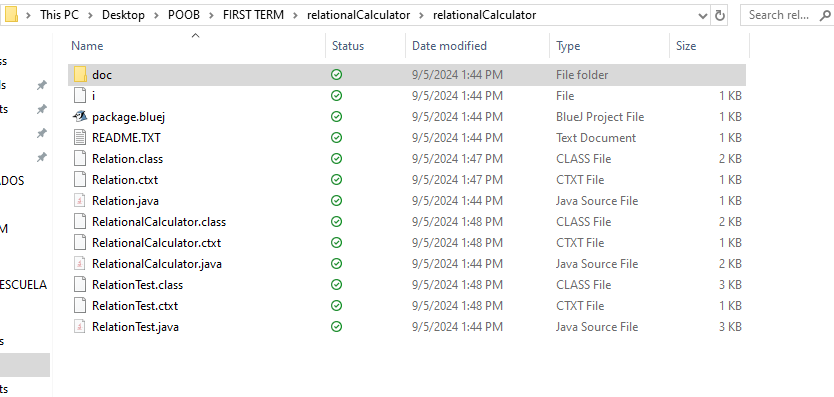 This PC > Desktop > POOB > FIRST TERM > relationalCalculator > relationalCalculator
Search rel...
Name Status Date modified Type Size
doc 9/5/2024 1:44 PM File folder
i 9/5/2024 1:44 PM File 1 KB
package.bluej 9/5/2024 1:44 PM BlueJ Project File 1 KB
README.TXT 9/5/2024 1:44 PM Text Document 1 KB
Relation.class 9/5/2024 1:47 PM CLASS File 2 KB
Relation.ctxt 9/5/2024 1:47 PM CTXT File 1 KB
Relation.java 9/5/2024 1:44 PM Java Source File 1 KB
RelationalCalculator.class 9/5/2024 1:48 PM CLASS File 2 KB
RelationalCalculator.ctxt 9/5/2024 1:48 PM CTXT File 1 KB
RelationalCalculator.java 9/5/2024 1:44 PM Java Source File 2 KB
RelationTest.class 9/5/2024 1:48 PM CLASS File 3 KB
RelationTest.ctxt 9/5/2024 1:48 PM CTXT File 1 KB
RelationTest.java 9/5/2024 1:44 PM Java Source File 3 KB
ss
ls
ts
ADOS
M
ESCUELA
s
ts